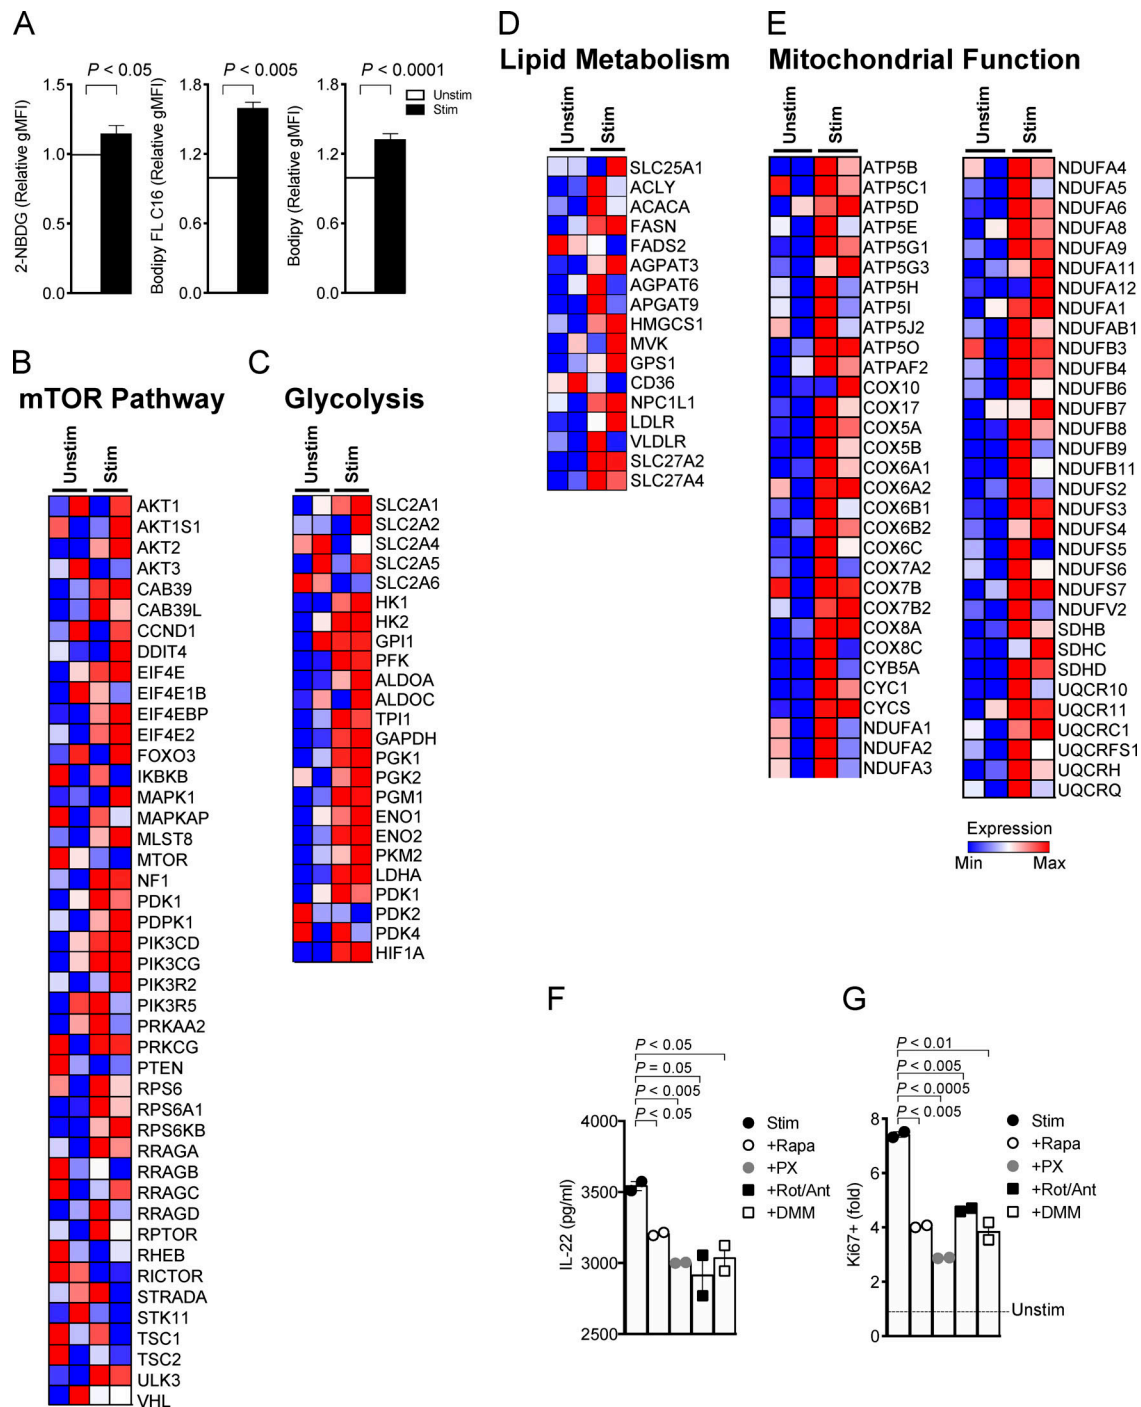 A
P < 0.05
P < 0.005
P < 0.0001
Unstim
Stim
2-NBDG (Relative gMFI)
1.5
1.0
0.5
0.0
Bodipy FL C16 (Relative gMFI)
1.8
1.2
0.6
0.0
Bodipy (Relative gMFI)
1.8
1.2
0.6
0.0
B
mTOR Pathway
Unstim
Stim
AKT1
AKT1S1
AKT2
AKT3
CAB39
CAB39L
CCND1
DDIT4
EIF4E
EIF4E1B
EIF4EBP
EIF4E2
FOXO3
IKBKB
MAPK1
MAPKAP
MLST8
MTOR
NF1
PDK1
PDPK1
PIK3CD
PIK3CG
PIK3R2
PIK3R5
PRKAA2
PRKCG
PTEN
RPS6
RPS6A1
RPS6KB
RRAGA
RRAGB
RRAGC
RRAGD
RPTOR
RHEB
RICTOR
STRADA
STK11
TSC1
TSC2
ULK3
VHL
C
Glycolysis
Unstim
Stim
SLC2A1
SLC2A2
SLC2A4
SLC2A5
SLC2A6
HK1
HK2
GPI1
PFK
ALDOA
ALDOC
TPI1
GAPDH
PGK1
PGK2
PGM1
ENO1
ENO2
PKM2
LDHA
PDK1
PDK2
PDK4
HIF1A
D
Lipid Metabolism
Unstim
Stim
SLC25A1
ACLY
ACACA
FASN
FADS2
AGPAT3
AGPAT6
APGAT9
HMGCS1
MVK
GPS1
CD36
NPC1L1
LDLR
VLDLR
SLC27A2
SLC27A4
E
Mitochondrial Function
Unstim
Stim
ATP5B
ATP5C1
ATP5D
ATP5E
ATP5G1
ATP5G3
ATP5H
ATP5I
ATP5J2
ATP5O
ATPAF2
COX10
COX17
COX5A
COX5B
COX6A1
COX6A2
COX6B1
COX6B2
COX6C
COX7A2
COX7B
COX7B2
COX8A
COX8C
CYB5A
CYC1
CYCS
NDUFA1
NDUFA2
NDUFA3
Unstim
Stim
NDUFA4
NDUFA5
NDUFA6
NDUFA8
NDUFA9
NDUFA11
NDUFA12
NDUFA1
NDUFAB1
NDUFB3
NDUFB4
NDUFB6
NDUFB7
NDUFB8
NDUFB9
NDUFB11
NDUFS2
NDUFS3
NDUFS4
NDUFS5
NDUFS6
NDUFS7
NDUFV2
SDHB
SDHC
SDHD
UQCR10
UQCR11
UQCRC1
UQCRFS1
UQCRH
UQCRQ
Expression
Min
Max
F
P < 0.05
P = 0.05
P < 0.005
P < 0.05
IL-22 (pg/ml)
4000
3500
3000
2500
Stim
+Rapa
+PX
+Rot/Ant
+DMM
G
P < 0.01
P < 0.005
P < 0.0005
P < 0.005
Ki67+ (fold)
8
6
4
2
0
Stim
+Rapa
+PX
+Rot/Ant
+DMM
Unstim